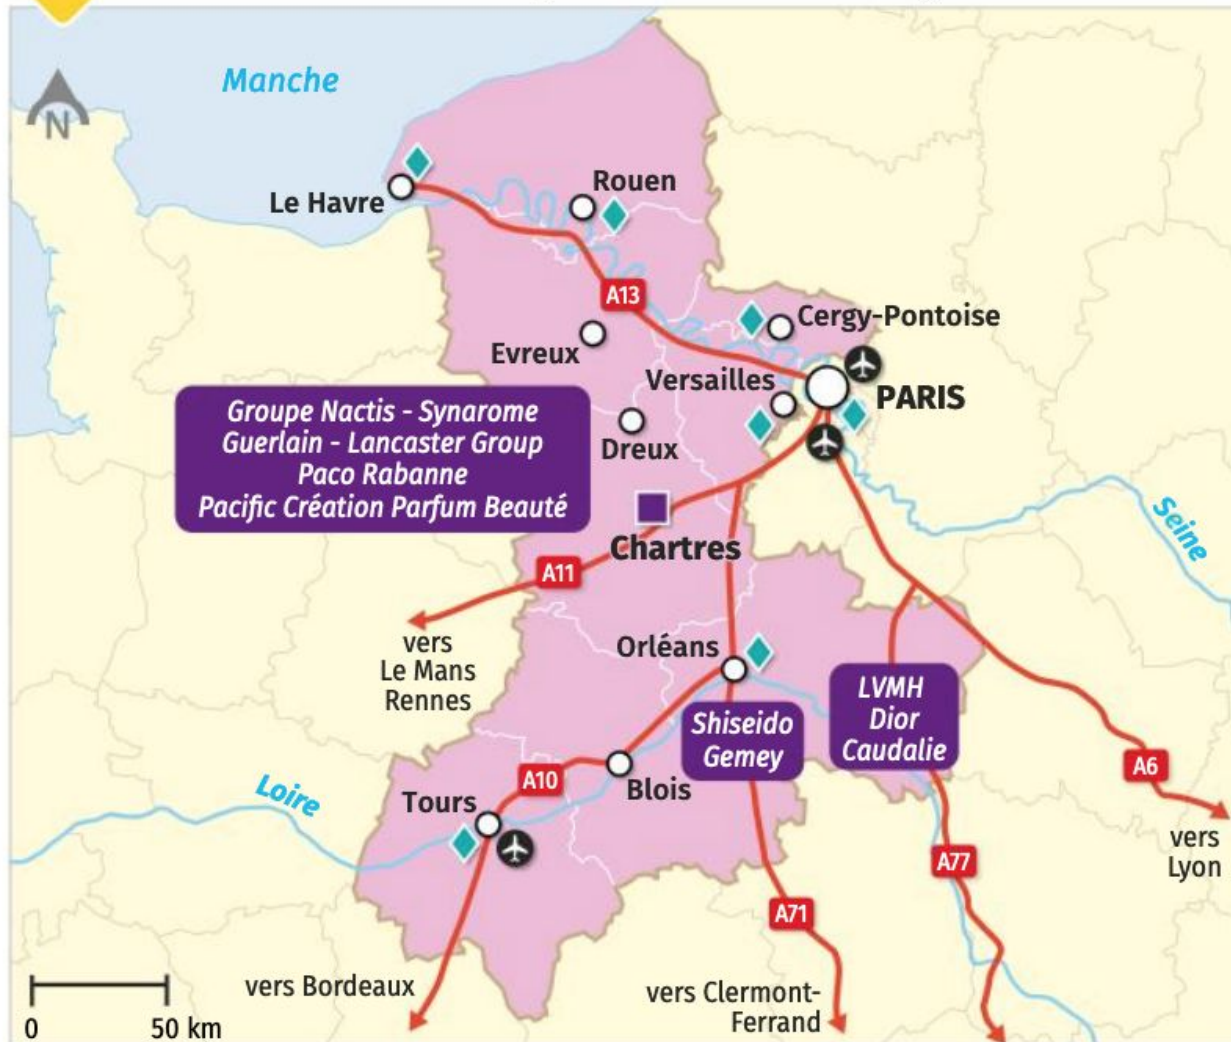 Manche
N
Le Havre
Rouen
A13
Cergy-Pontoise
Evreux
Versailles
PARIS
Groupe Nactis - Synarome
Guerlain - Lancaster Group
Paco Rabanne
Pacific Création Parfum Beauté
Dreux
Seine
Chartres
A11
vers
Le Mans
Rennes
Orléans
LVMH
Dior
Caudalie
Shiseido
Gemey
A6
Loire
A10
Blois
Tours
vers
Lyon
A77
A71
vers Bordeaux
vers Clermont-
Ferrand
0 50 km